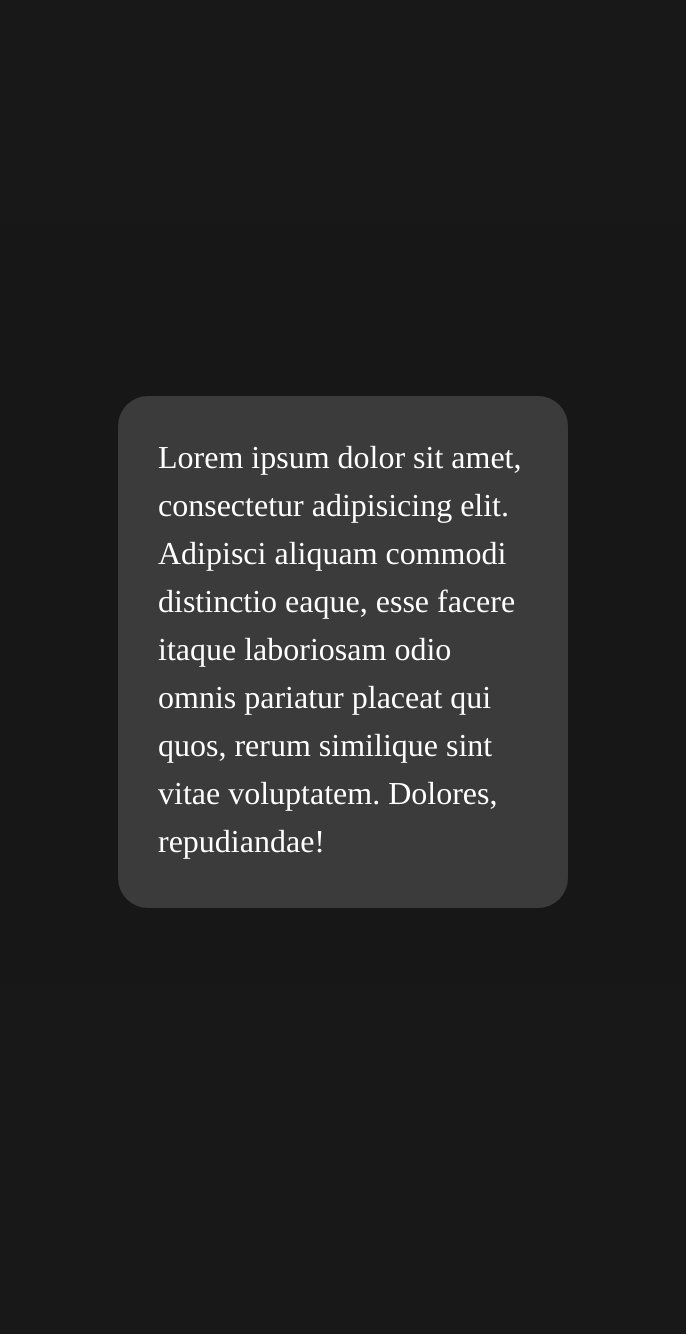 Lorem ipsum dolor sit amet,
consectetur adipisicing elit.
Adipisci aliquam commodi
distinctio eaque, esse facere
itaque laboriosam odio
omnis pariatur placeat qui
quos, rerum similique sint
vitae voluptatem. Dolores,
repudiandae!